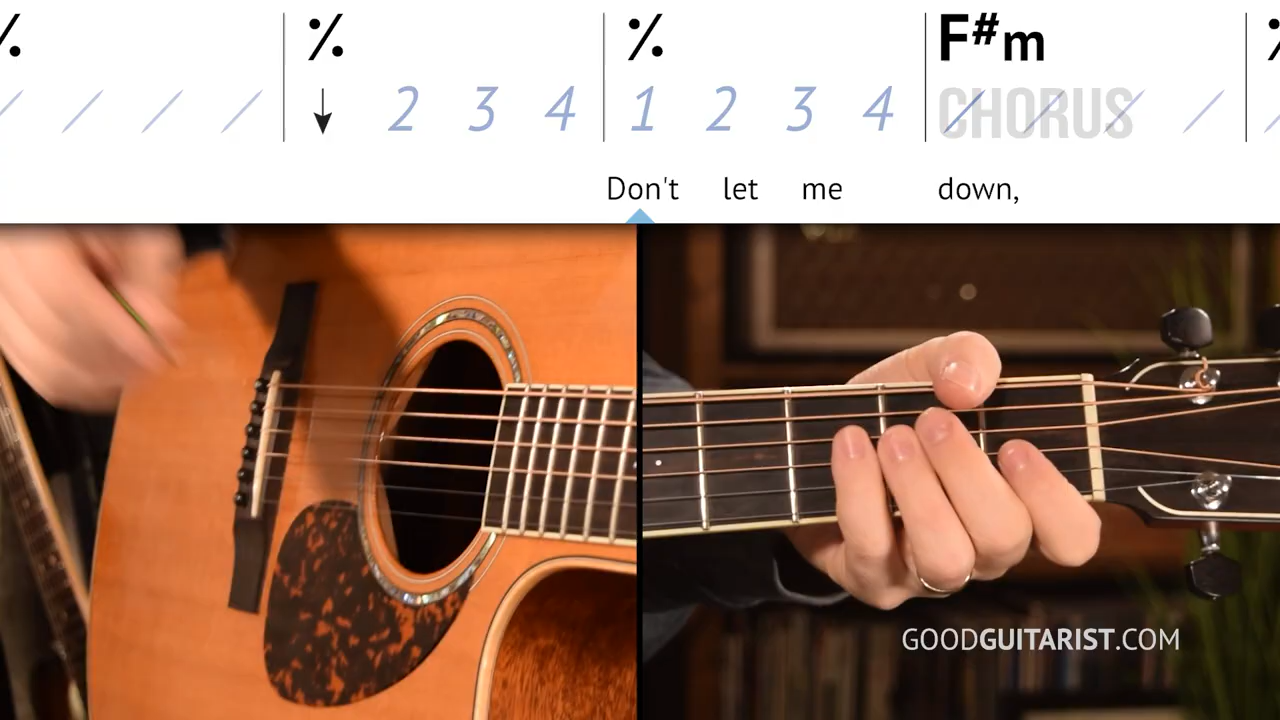 F#m
2 3 4 1 2 3 4
CHORUS
Don't let me down,
GOODGUITARIST.COM